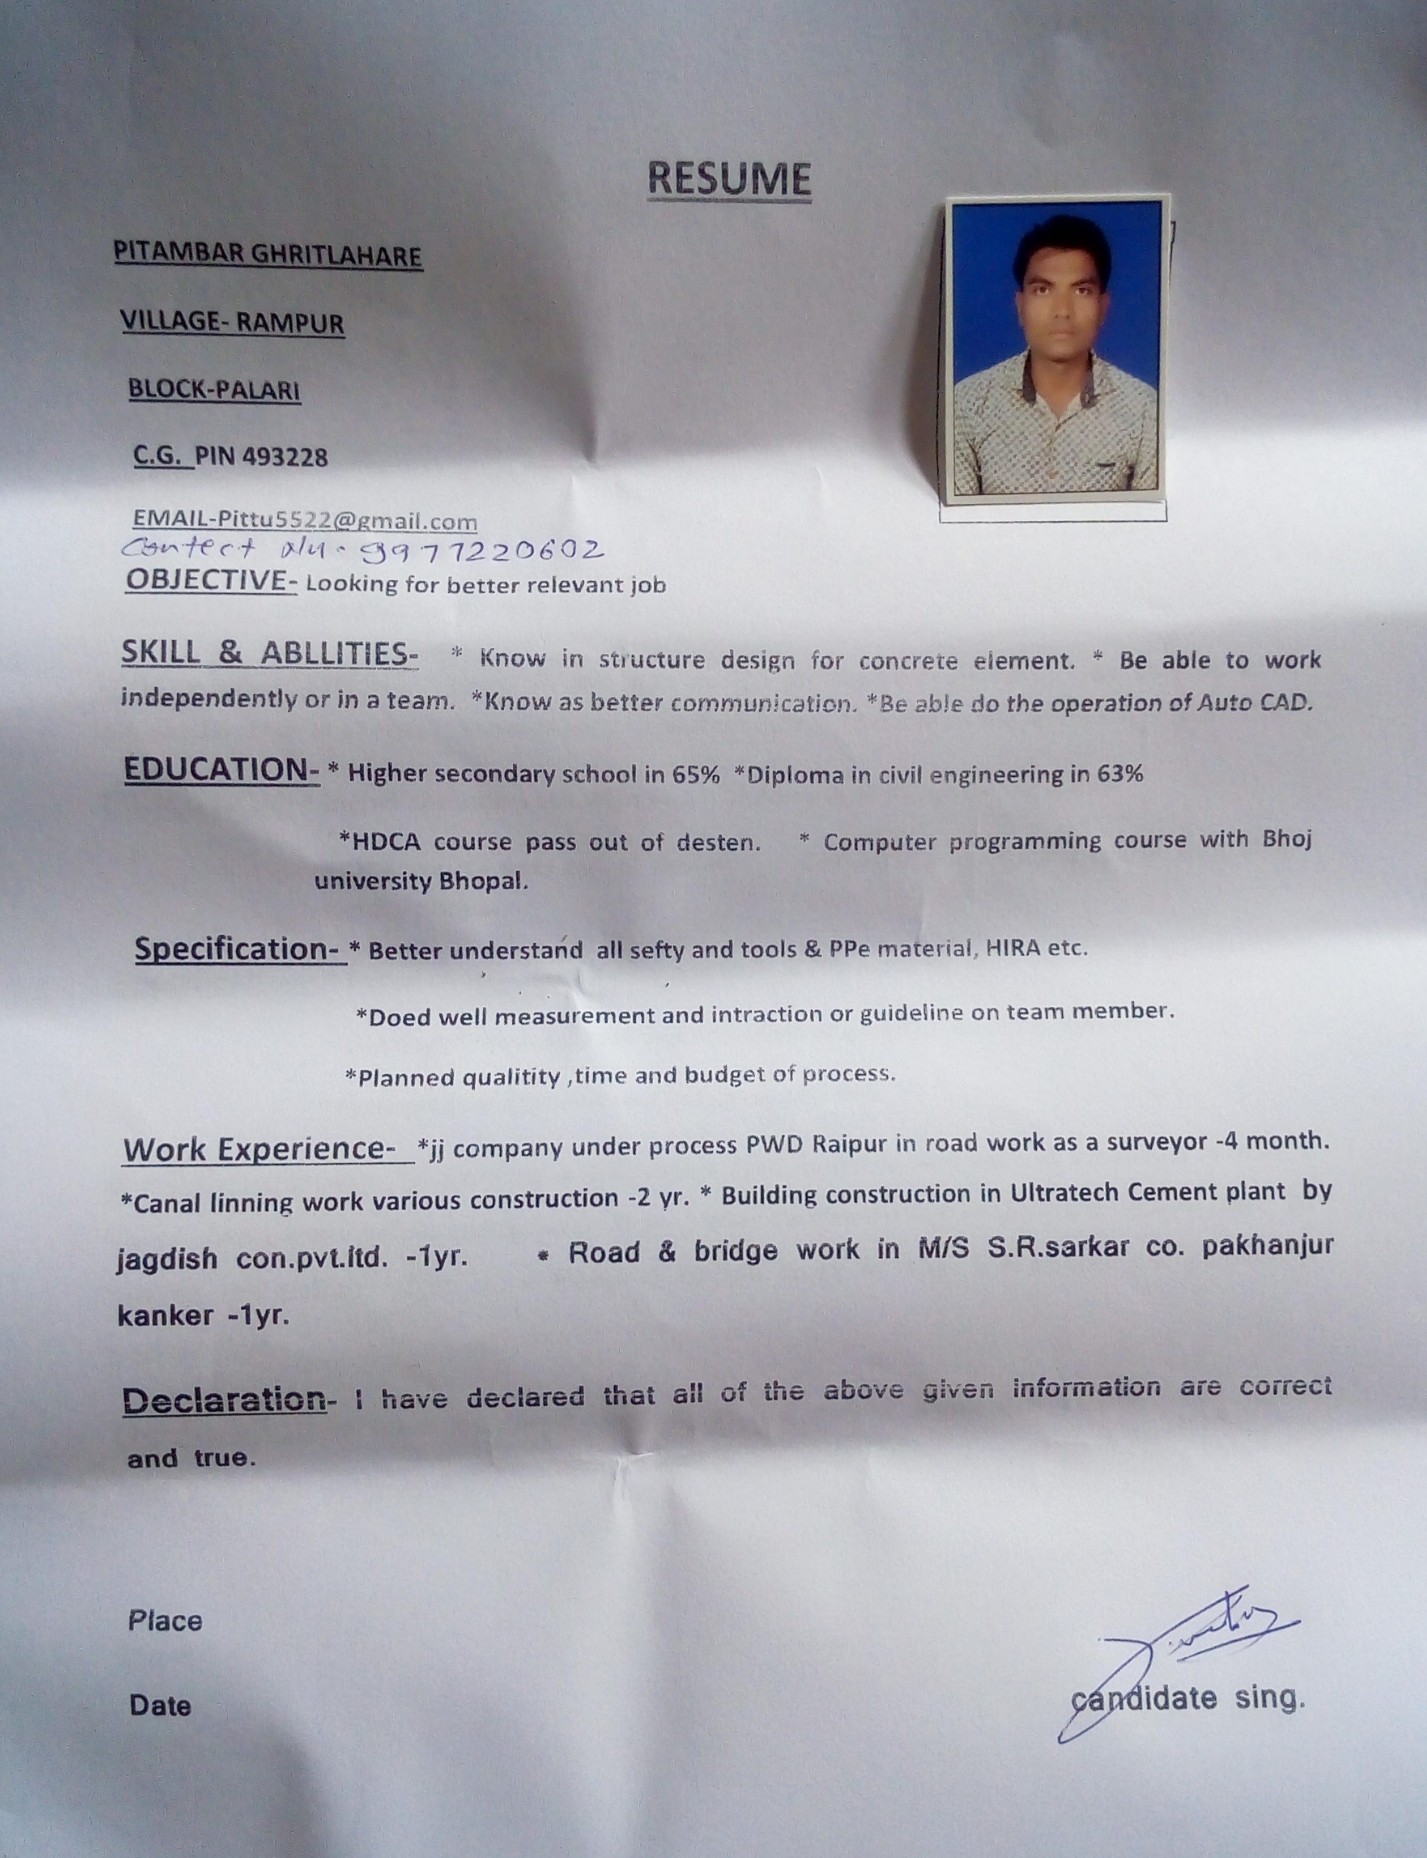 RESUME
PITAMBAR GHRITLAHARE
VILLAGE- RAMPUR
BLOCK-PALARI
C.G. PIN 493228
EMAIL-Pittu5522@gmail.com
Contect 9977220602
OBJECTIVE- Looking for better relevant job
SKILL & ABLLITIES- * Know in structure design for concrete element. * Be able to work
independently or in a team. *Know as better communication. *Be able do the operation of Auto CAD.
EDUCATION- * Higher secondary school in 65% *Diploma in civil engineering in 63%
*HDCA course pass out of desten. * Computer programming course with Bhoj
university Bhopal.
Specification- * Better understand all sefty and tools & PPe material, HIRA etc.
*Doed well measurement and intraction or guideline on team member.
*Planned qualitity ,time and budget of process.
Work Experience- *jj company under process PWD Raipur in road work as a surveyor -4 month.
*Canal linning work various construction -2 yr. * Building construction in Ultratech Cement plant by
jagdish con.pvt.ltd. -1yr. * Road & bridge work in M/S S.R.sarkar co. pakhanjur
kanker -1yr.
Declaration- I have declared that all of the above given information are correct
and true.
Place
Date
candidate sing.